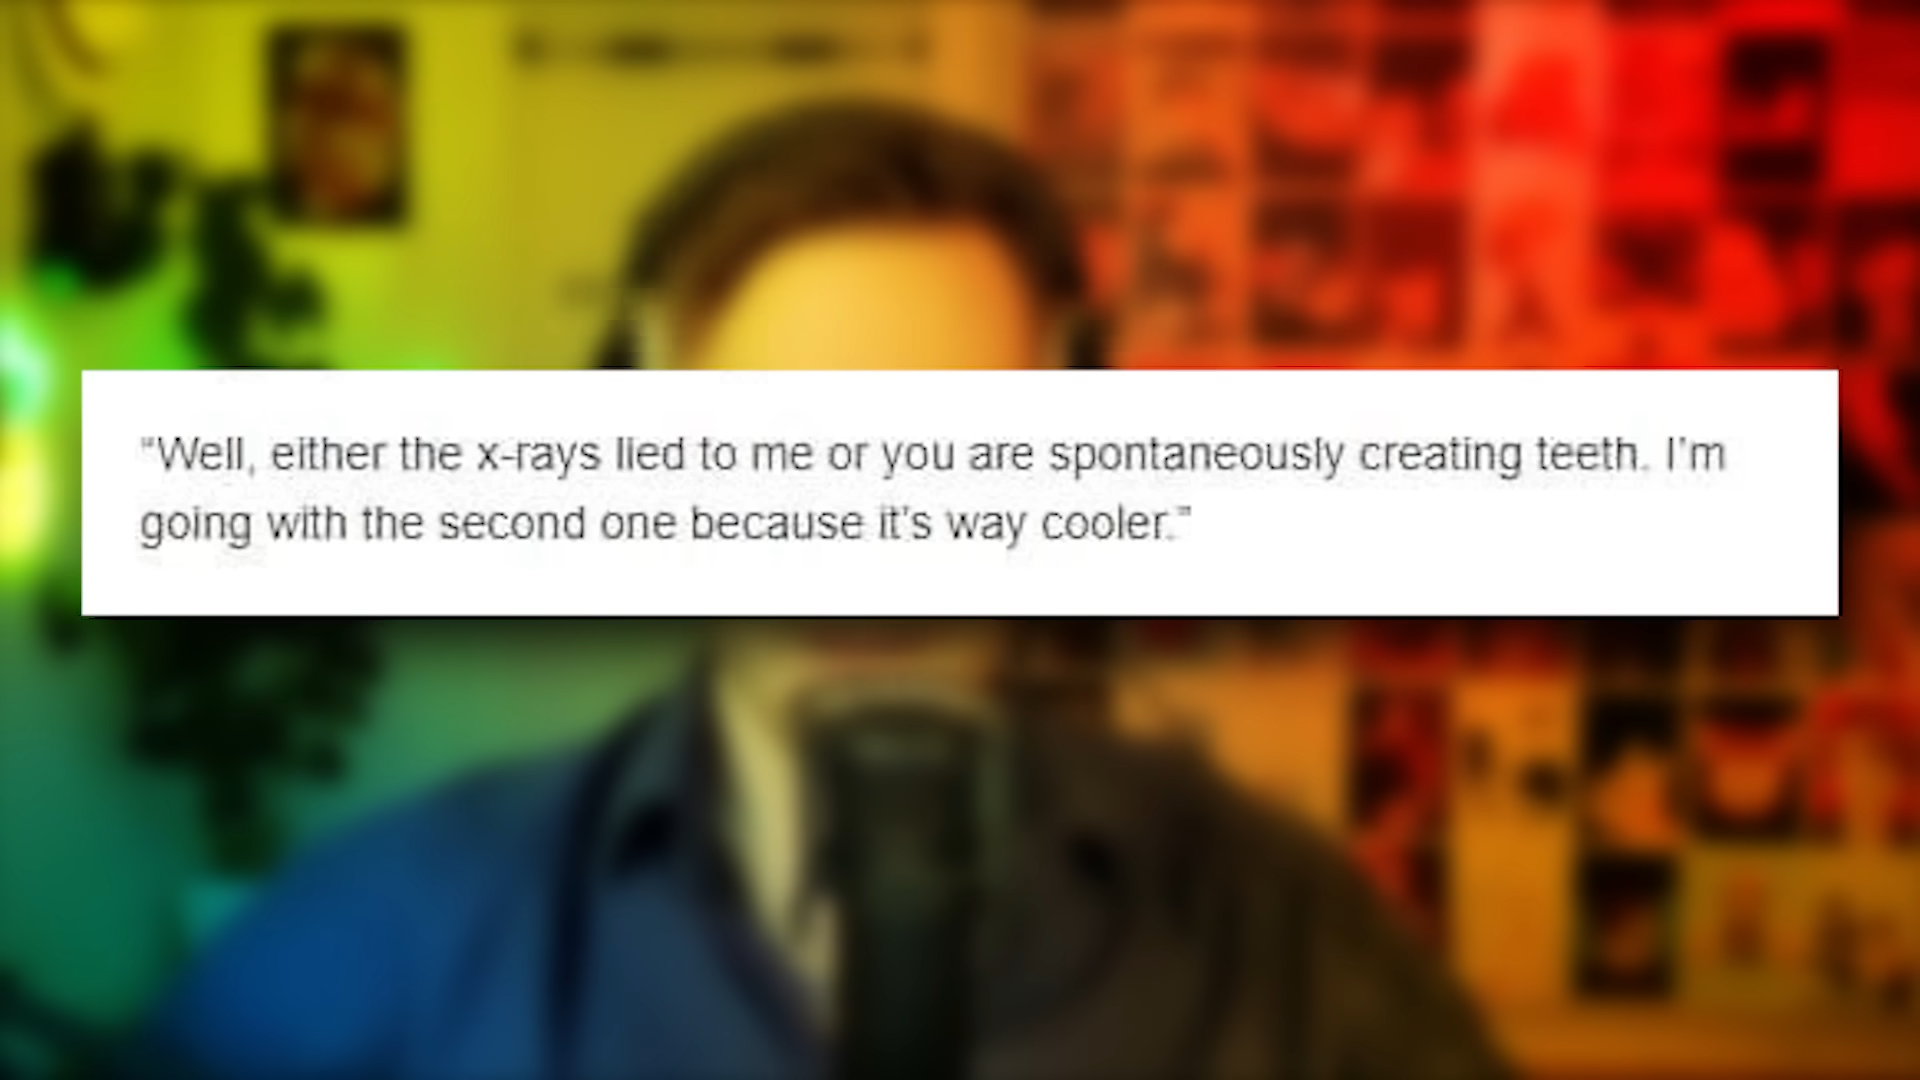 “Well, either the x-rays lied to me or you are spontaneously creating teeth. I’m
going with the second one because it’s way cooler.”